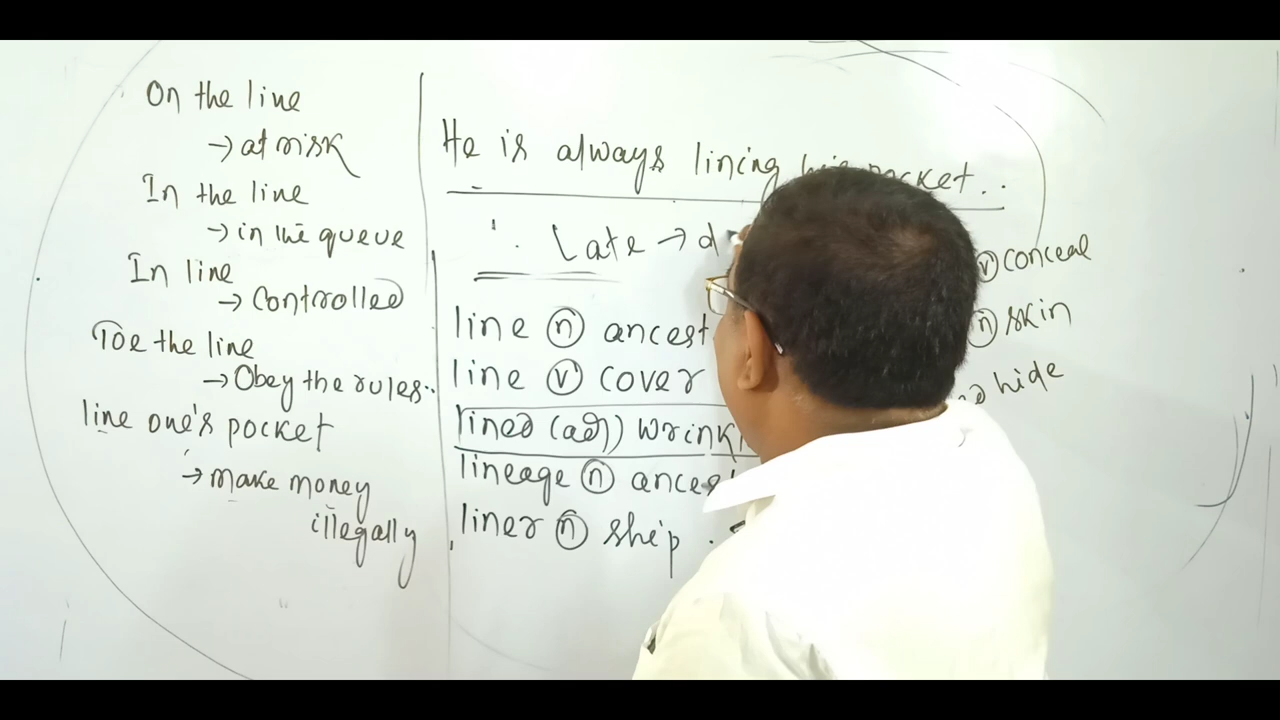 On the line
→ at risk
In the line
→ in the queue
In line
→ Controlled
Toe the line
→ Obey the rules..
line one's pocket
→ make money
illegally
He is always lining pocket..
∴ Late → d
line (n) ancest
line (v) cover
lined (adj) wrink
lineage (n) ances
liner (n) ship .
(v) conceal
(n) skin
hide